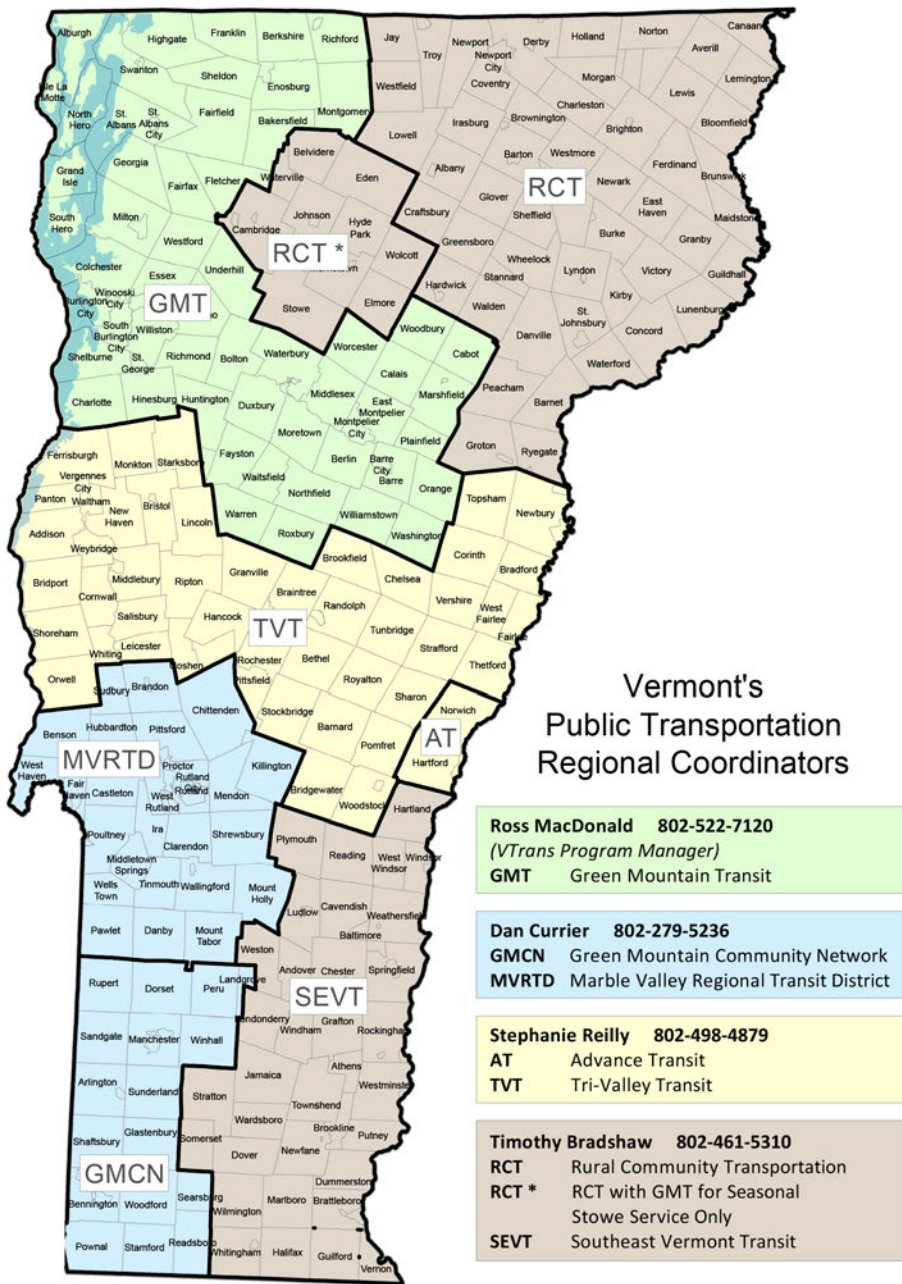 Alburgh
Highgate
Franklin
Berkshire
Richford
Jay
Troy
Newport
Newport
City
Derby
Holland
Norton
Canaan
Averill
Isle La
Motte
Swanton
Sheldon
Enosburg
Montgomery
Westfield
Coventry
Morgan
Lewis
Lemington
North
Hero
St.
Albans
St.
Albans
City
Fairfield
Bakersfield
Lowell
Irasburg
Brownington
Charleston
Brighton
Bloomfield
Georgia
Belvidere
Grand
Isle
Fairfax
Fletcher
Waterville
Eden
Albany
Barton
Westmore
Ferdinand
Brunswick
RCT
Newark
East
Haven
Maidstone
South
Hero
Milton
Cambridge
Johnson
Hyde
Park
Craftsbury
Glover
Sheffield
Westford
RCT *
Wolcott
Greensboro
Burke
Granby
Colchester
Essex
Underhill
Wheelock
Stannard
Lyndon
Victory
Guildhall
Winooski
City
GMT
Stowe
Elmore
Hardwick
Walden
Kirby
Lunenburg
Burlington
City
South
Burlington
City
Williston
Woodbury
Danville
St.
Johnsbury
Concord
Shelburne
St.
George
Richmond
Bolton
Waterbury
Worcester
Cabot
Waterford
Calais
Peacham
Barnet
Charlotte
Hinesburg
Huntington
Duxbury
Middlesex
East
Montpelier
Montpelier
City
Marshfield
Moretown
Plainfield
Groton
Ryegate
Ferrisburgh
Monkton
Starksboro
Fayston
Berlin
Barre
City
Barre
Vergennes
City
Waitsfield
Orange
Topsham
Newbury
Panton
Waltham
New
Haven
Bristol
Lincoln
Northfield
Williamstown
Warren
Roxbury
Washington
Addison
Weybridge
Brookfield
Corinth
Bradford
Bridport
Cornwall
Middlebury
Ripton
Granville
Braintree
Chelsea
Vershire
West
Fairlee
Fairlee
Salisbury
Hancock
Randolph
Shoreham
Leicester
Whiting
TVT
Tunbridge
Strafford
Goshen
Rochester
Bethel
Thetford
Orwell
Pittsfield
Royalton
Sudbury
Brandon
Sharon
Chittenden
Stockbridge
Norwich
Benson
Hubbardton
Pittsford
Barnard
Pomfret
AT
MVRTD
Hartford
West
Haven
Proctor
Rutland
City
Rutland
Killington
Fair
Haven
Castleton
West
Rutland
Mendon
Bridgewater
Woodstock
Hartland
Ira
Poultney
Clarendon
Shrewsbury
Plymouth
Reading
West
Windsor
Windsor
Middletown
Springs
Wells
Town
Tinmouth
Wallingford
Mount
Holly
Ludlow
Cavendish
Weathersfield
Pawlet
Danby
Mount
Tabor
Baltimore
Weston
Andover
Chester
Springfield
Rupert
Dorset
Peru
Landgrove
SEVT
Londonderry
Windham
Grafton
Rockingham
Sandgate
Manchester
Winhall
Jamaica
Athens
Westminster
Arlington
Sunderland
Stratton
Townshend
Wardsboro
Brookline
Putney
Shaftsbury
Glastenbury
Somerset
Dover
Newfane
GMCN
Dummerston
Bennington
Woodford
Searsburg
Wilmington
Marlboro
Brattleboro
Pownal
Stamford
Readsboro
Whitingham
Halifax
Guilford
Vernon
Vermont's
Public Transportation
Regional Coordinators
Ross MacDonald 802-522-7120
(VTrans Program Manager)
GMT Green Mountain Transit
Dan Currier 802-279-5236
GMCN Green Mountain Community Network
MVRTD Marble Valley Regional Transit District
Stephanie Reilly 802-498-4879
AT Advance Transit
TVT Tri-Valley Transit
Timothy Bradshaw 802-461-5310
RCT Rural Community Transportation
RCT * RCT with GMT for Seasonal
Stowe Service Only
SEVT Southeast Vermont Transit